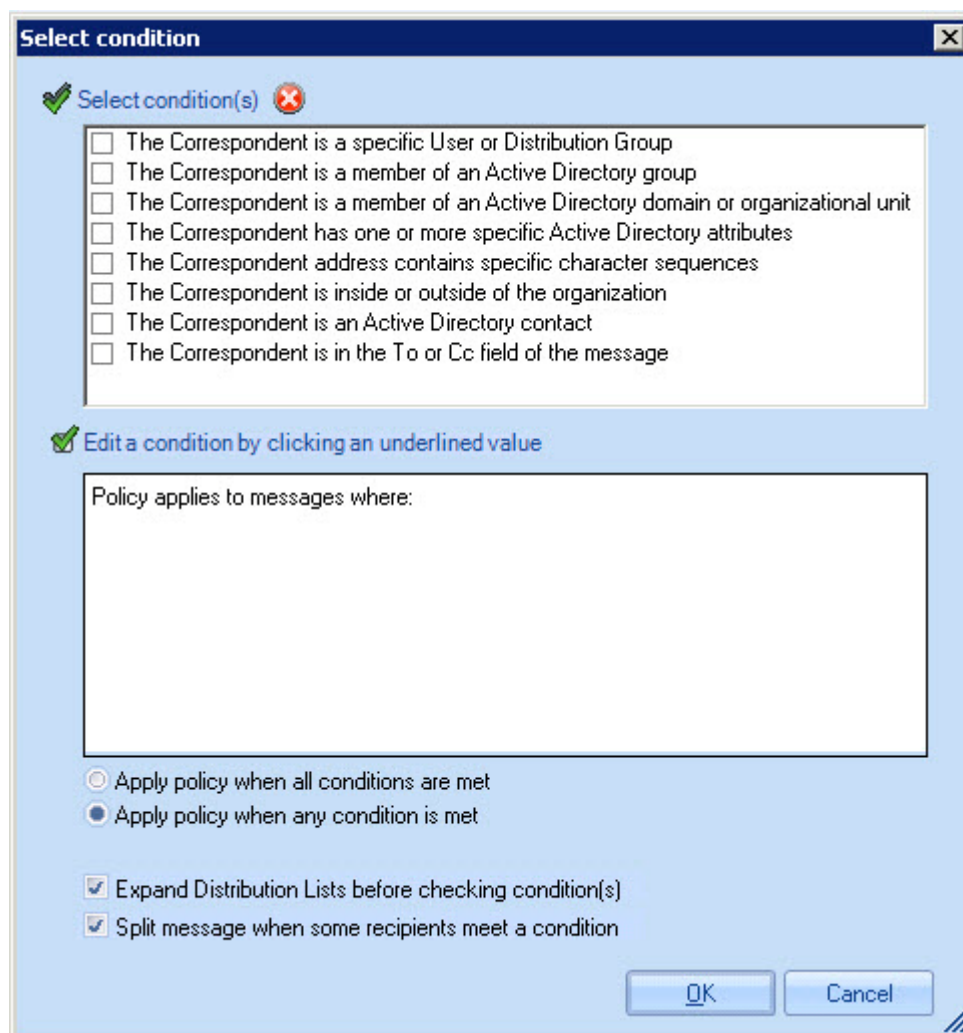 Select condition
Select condition(s)
The Correspondent is a specific User or Distribution Group
The Correspondent is a member of an Active Directory group
The Correspondent is a member of an Active Directory domain or organizational unit
The Correspondent has one or more specific Active Directory attributes
The Correspondent address contains specific character sequences
The Correspondent is inside or outside of the organization
The Correspondent is an Active Directory contact
The Correspondent is in the To or Cc field of the message
Edit a condition by clicking an underlined value
Policy applies to messages where:
Apply policy when all conditions are met
Apply policy when any condition is met
Expand Distribution Lists before checking condition(s)
Split message when some recipients meet a condition
OK Cancel